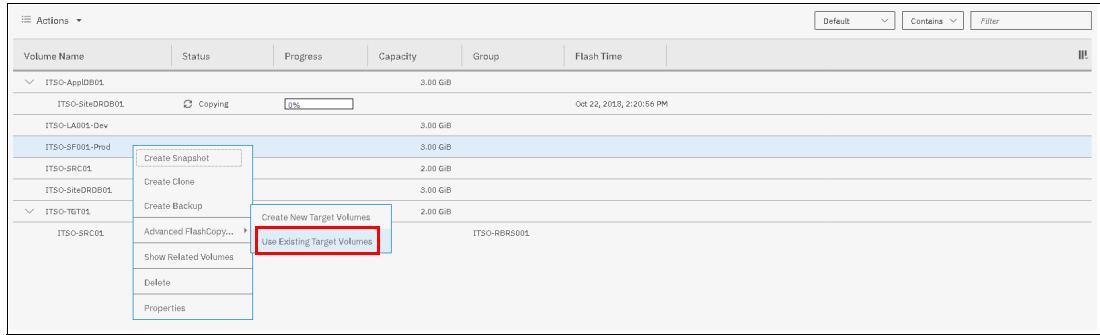 Actions
Default
Contains
Filter
Volume Name Status Progress Capacity Group Flash Time
ITSO-ApplDB01 3.00 GiB
ITSO-SiteDRDB01 Copying 0% Oct 22, 2018, 2:20:56 PM
ITSO-LA001-Dev 3.00 GiB
ITSO-SF001-Prod 3.00 GiB
ITSO-SRC01 2.00 GiB
ITSO-SiteDRDB01 3.00 GiB
ITSO-TGT01 2.00 GiB
ITSO-SRC01 ITSO-RBRS001
Create Snapshot
Create Clone
Create Backup
Advanced FlashCopy...
Show Related Volumes
Delete
Properties
Create New Target Volumes
Use Existing Target Volumes